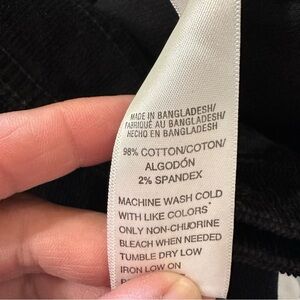 MADE IN BANGLADESH/
FABRIQUÉ AU BANGLADESH/
HECHO EN BANGLADESH
98% COTTON/COTON/
ALGODÓN
2% SPANDEX
MACHINE WASH COLD
WITH LIKE COLORS
ONLY NON-CHLORINE
BLEACH WHEN NEEDED
TUMBLE DRY LOW
IRON LOW ON